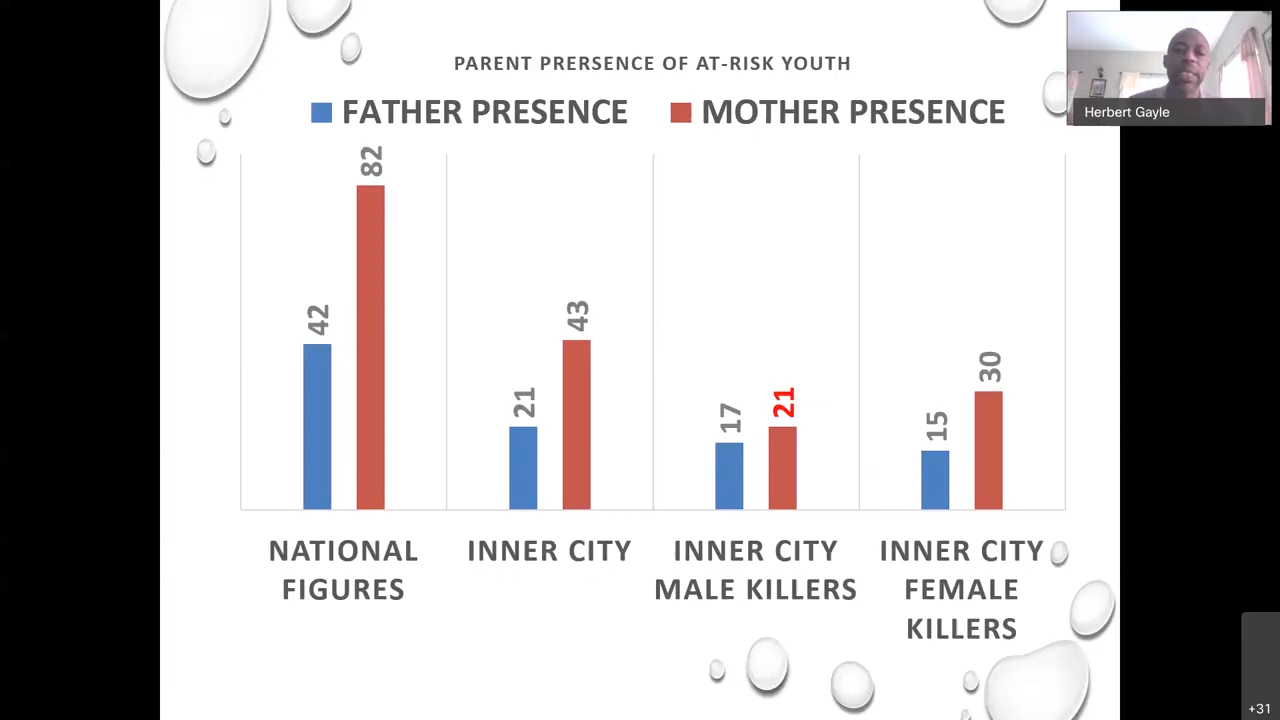 PARENT PRERSENCE OF AT-RISK YOUTH
FATHER PRESENCE
MOTHER PRESENCE
Herbert Gayle
42
82
21
43
17
21
15
30
NATIONAL
FIGURES
INNER CITY
INNER CITY
MALE KILLERS
INNER CITY
FEMALE
KILLERS
+31